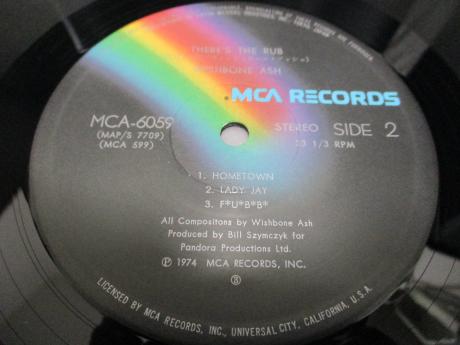 THERE'S THE RUB
WISHBONE ASH
MCA RECORDS
MCA-6059
(MAP/S 7709)
(MCA 599)
STEREO SIDE 2
33 1/3 RPM
1. HOMETOWN
2. LADY JAY
3. F*U*B*B*
All Compositons by Wishbone Ash
Produced by Bill Szymczyk for
Pandora Productions Ltd.
Ⓟ 1974 MCA RECORDS, INC.
Ⓢ
LICENSED BY MCA RECORDS, INC., UNIVERSAL CITY, CALIFORNIA, U.S.A.